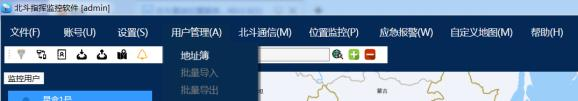 北斗指挥监控软件 [admin]
文件(F) 账号(U) 设置(S) 用户管理(A) 北斗通信(M) 位置监控(P) 应急报警(W) 自定义地图(M) 帮助(H)
地址簿
批量导入
监控用户
批量导出
蒙古